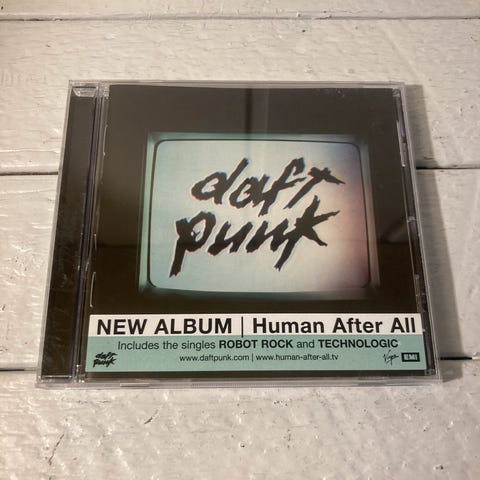 daft
punk
NEW ALBUM | Human After All
Includes the singles ROBOT ROCK and TECHNOLOGIC
www.daftpunk.com | www.human-after-all.tv
daft
punk
Virgin EMI